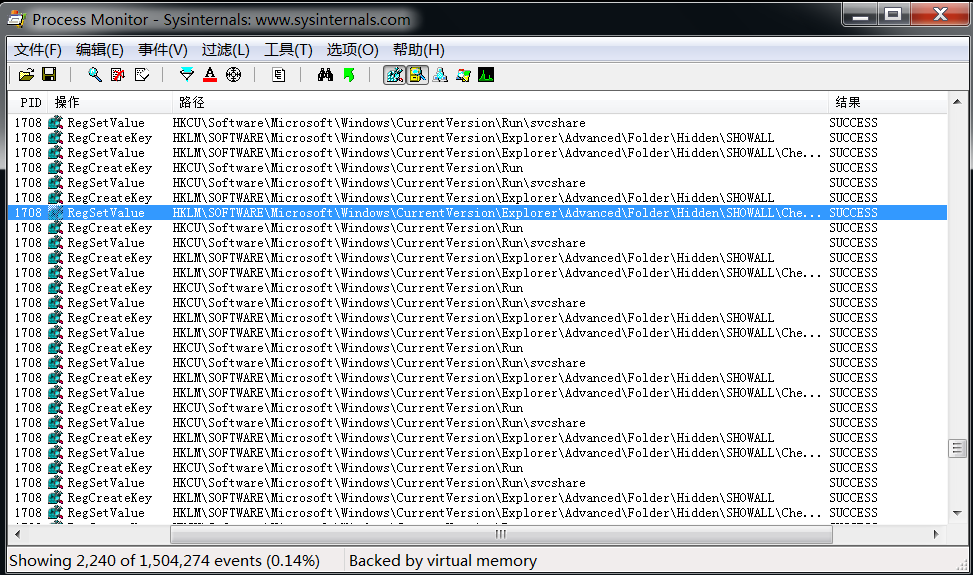 Process Monitor - Sysinternals: www.sysinternals.com
文件(F) 编辑(E) 事件(V) 过滤(L) 工具(T) 选项(O) 帮助(H)
PID 操作 路径 结果
1708 RegSetValue HKCU\Software\Microsoft\Windows\CurrentVersion\Run\svcshare SUCCESS
1708 RegCreateKey HKLM\SOFTWARE\Microsoft\Windows\CurrentVersion\Explorer\Advanced\Folder\Hidden\SHOWALL SUCCESS
1708 RegSetValue HKLM\SOFTWARE\Microsoft\Windows\CurrentVersion\Explorer\Advanced\Folder\Hidden\SHOWALL\Che... SUCCESS
1708 RegCreateKey HKCU\Software\Microsoft\Windows\CurrentVersion\Run SUCCESS
1708 RegSetValue HKCU\Software\Microsoft\Windows\CurrentVersion\Run\svcshare SUCCESS
1708 RegCreateKey HKLM\SOFTWARE\Microsoft\Windows\CurrentVersion\Explorer\Advanced\Folder\Hidden\SHOWALL SUCCESS
1708 RegSetValue HKLM\SOFTWARE\Microsoft\Windows\CurrentVersion\Explorer\Advanced\Folder\Hidden\SHOWALL\Che... SUCCESS
1708 RegCreateKey HKCU\Software\Microsoft\Windows\CurrentVersion\Run SUCCESS
1708 RegSetValue HKCU\Software\Microsoft\Windows\CurrentVersion\Run\svcshare SUCCESS
1708 RegCreateKey HKLM\SOFTWARE\Microsoft\Windows\CurrentVersion\Explorer\Advanced\Folder\Hidden\SHOWALL SUCCESS
1708 RegSetValue HKLM\SOFTWARE\Microsoft\Windows\CurrentVersion\Explorer\Advanced\Folder\Hidden\SHOWALL\Che... SUCCESS
1708 RegCreateKey HKCU\Software\Microsoft\Windows\CurrentVersion\Run SUCCESS
1708 RegSetValue HKCU\Software\Microsoft\Windows\CurrentVersion\Run\svcshare SUCCESS
1708 RegCreateKey HKLM\SOFTWARE\Microsoft\Windows\CurrentVersion\Explorer\Advanced\Folder\Hidden\SHOWALL SUCCESS
1708 RegSetValue HKLM\SOFTWARE\Microsoft\Windows\CurrentVersion\Explorer\Advanced\Folder\Hidden\SHOWALL\Che... SUCCESS
1708 RegCreateKey HKCU\Software\Microsoft\Windows\CurrentVersion\Run SUCCESS
1708 RegSetValue HKCU\Software\Microsoft\Windows\CurrentVersion\Run\svcshare SUCCESS
1708 RegCreateKey HKLM\SOFTWARE\Microsoft\Windows\CurrentVersion\Explorer\Advanced\Folder\Hidden\SHOWALL SUCCESS
1708 RegSetValue HKLM\SOFTWARE\Microsoft\Windows\CurrentVersion\Explorer\Advanced\Folder\Hidden\SHOWALL\Che... SUCCESS
1708 RegCreateKey HKCU\Software\Microsoft\Windows\CurrentVersion\Run SUCCESS
1708 RegSetValue HKCU\Software\Microsoft\Windows\CurrentVersion\Run\svcshare SUCCESS
1708 RegCreateKey HKLM\SOFTWARE\Microsoft\Windows\CurrentVersion\Explorer\Advanced\Folder\Hidden\SHOWALL SUCCESS
1708 RegSetValue HKLM\SOFTWARE\Microsoft\Windows\CurrentVersion\Explorer\Advanced\Folder\Hidden\SHOWALL\Che... SUCCESS
1708 RegCreateKey HKCU\Software\Microsoft\Windows\CurrentVersion\Run SUCCESS
1708 RegSetValue HKCU\Software\Microsoft\Windows\CurrentVersion\Run\svcshare SUCCESS
1708 RegCreateKey HKLM\SOFTWARE\Microsoft\Windows\CurrentVersion\Explorer\Advanced\Folder\Hidden\SHOWALL SUCCESS
1708 RegSetValue HKLM\SOFTWARE\Microsoft\Windows\CurrentVersion\Explorer\Advanced\Folder\Hidden\SHOWALL\Che... SUCCESS
Showing 2,240 of 1,504,274 events (0.14%) Backed by virtual memory